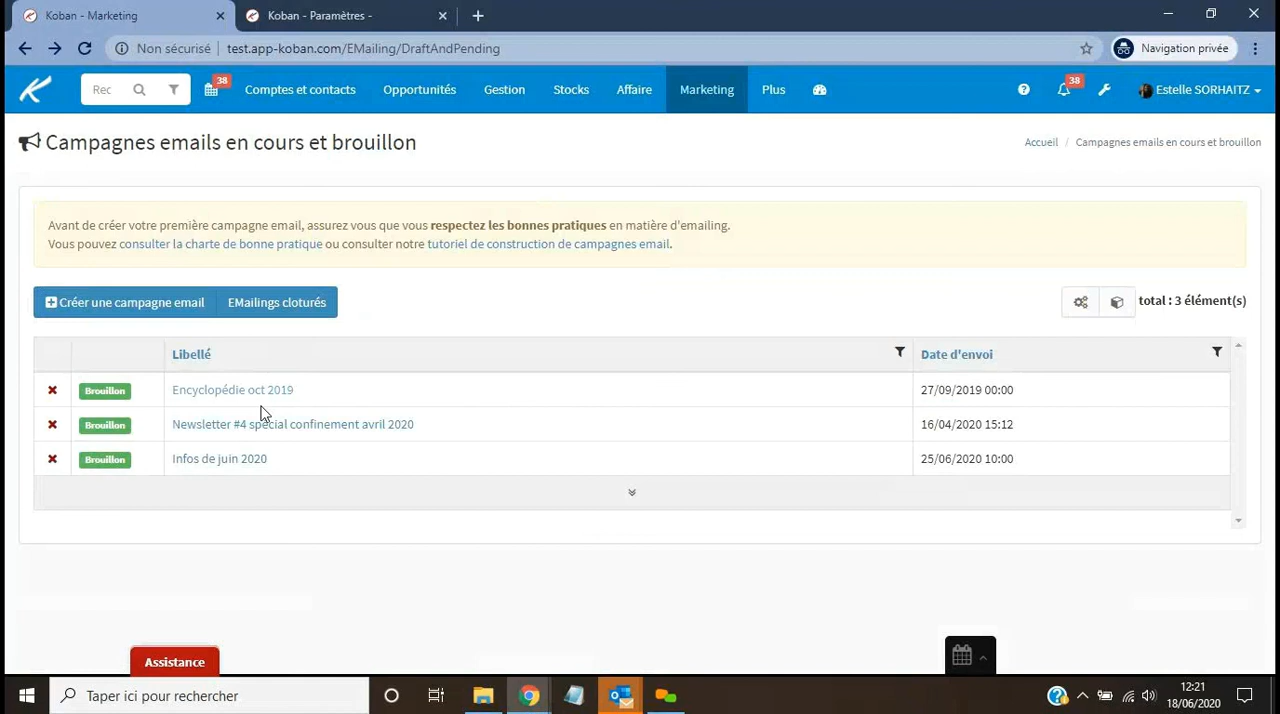 Koban - Marketing
Koban - Paramètres -
Non sécurisé
test.app-koban.com/EMailing/DraftAndPending
Navigation privée
Rec
38
Comptes et contacts
Opportunités
Gestion
Stocks
Affaire
Marketing
Plus
38
Estelle SORHAITZ
Campagnes emails en cours et brouillon
Accueil / Campagnes emails en cours et brouillon
Avant de créer votre première campagne email, assurez vous que vous respectez les bonnes pratiques en matière d'emailing.
Vous pouvez consulter la charte de bonne pratique ou consulter notre tutoriel de construction de campagnes email.
Créer une campagne email
EMailings cloturés
total : 3 élément(s)
Libellé
Date d'envoi
Brouillon
Encyclopédie oct 2019
27/09/2019 00:00
Brouillon
Newsletter #4 spécial confinement avril 2020
16/04/2020 15:12
Brouillon
Infos de juin 2020
25/06/2020 10:00
Assistance
Taper ici pour rechercher
12:21
18/06/2020